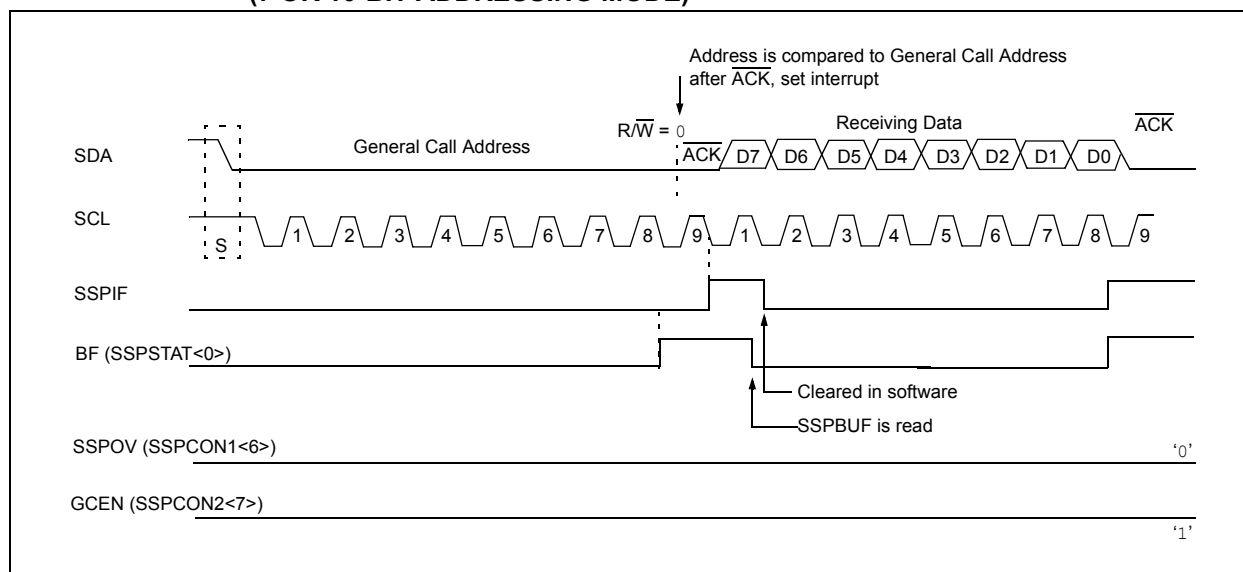 Address is compared to General Call Address
after ACK, set interrupt
R/W = 0
Receiving Data
ACK
SDA
General Call Address
ACK
D7 D6 D5 D4 D3 D2 D1 D0
SCL
S
1 2 3 4 5 6 7 8 9 1 2 3 4 5 6 7 8 9
SSPIF
BF (SSPSTAT<0>)
Cleared in software
SSPBUF is read
SSPOV (SSPCON1<6>)
‘0’
GCEN (SSPCON2<7>)
‘1’